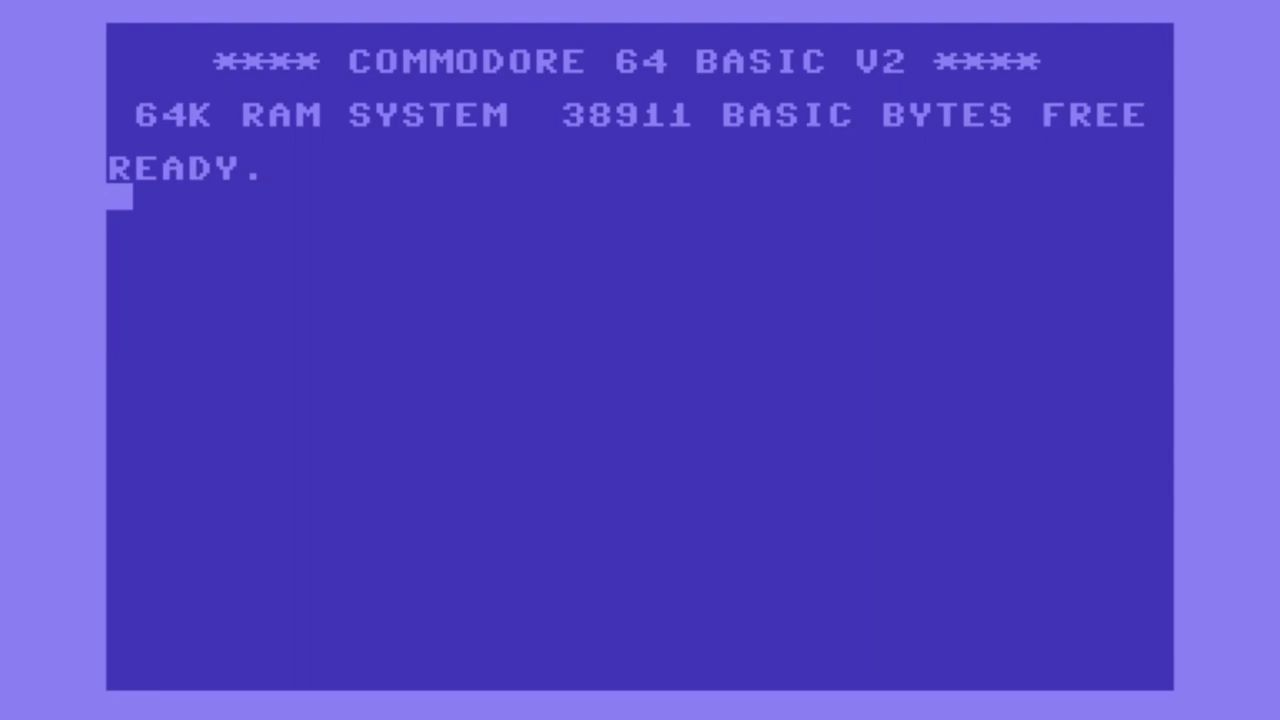 **** COMMODORE 64 BASIC V2 ****
64K RAM SYSTEM  38911 BASIC BYTES FREE
READY.